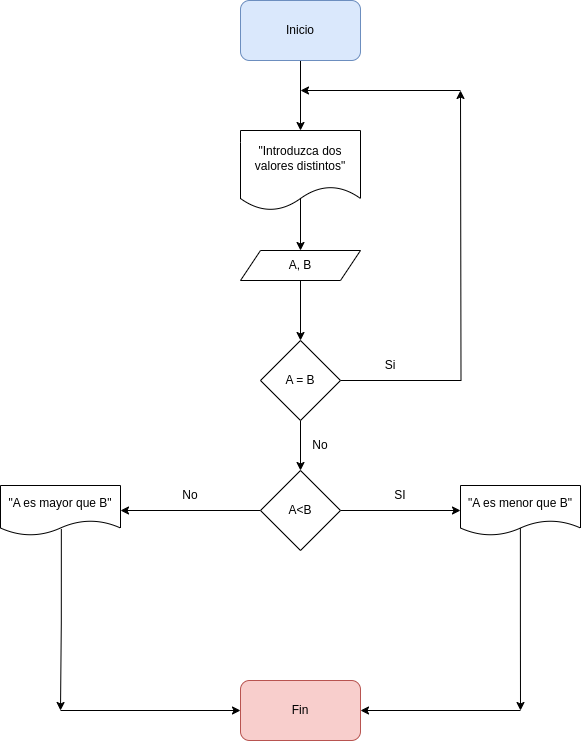 Inicio
"Introduzca dos
valores distintos"
A, B
A = B
Si
No
No
A<B
SI
"A es mayor que B"
"A es menor que B"
Fin